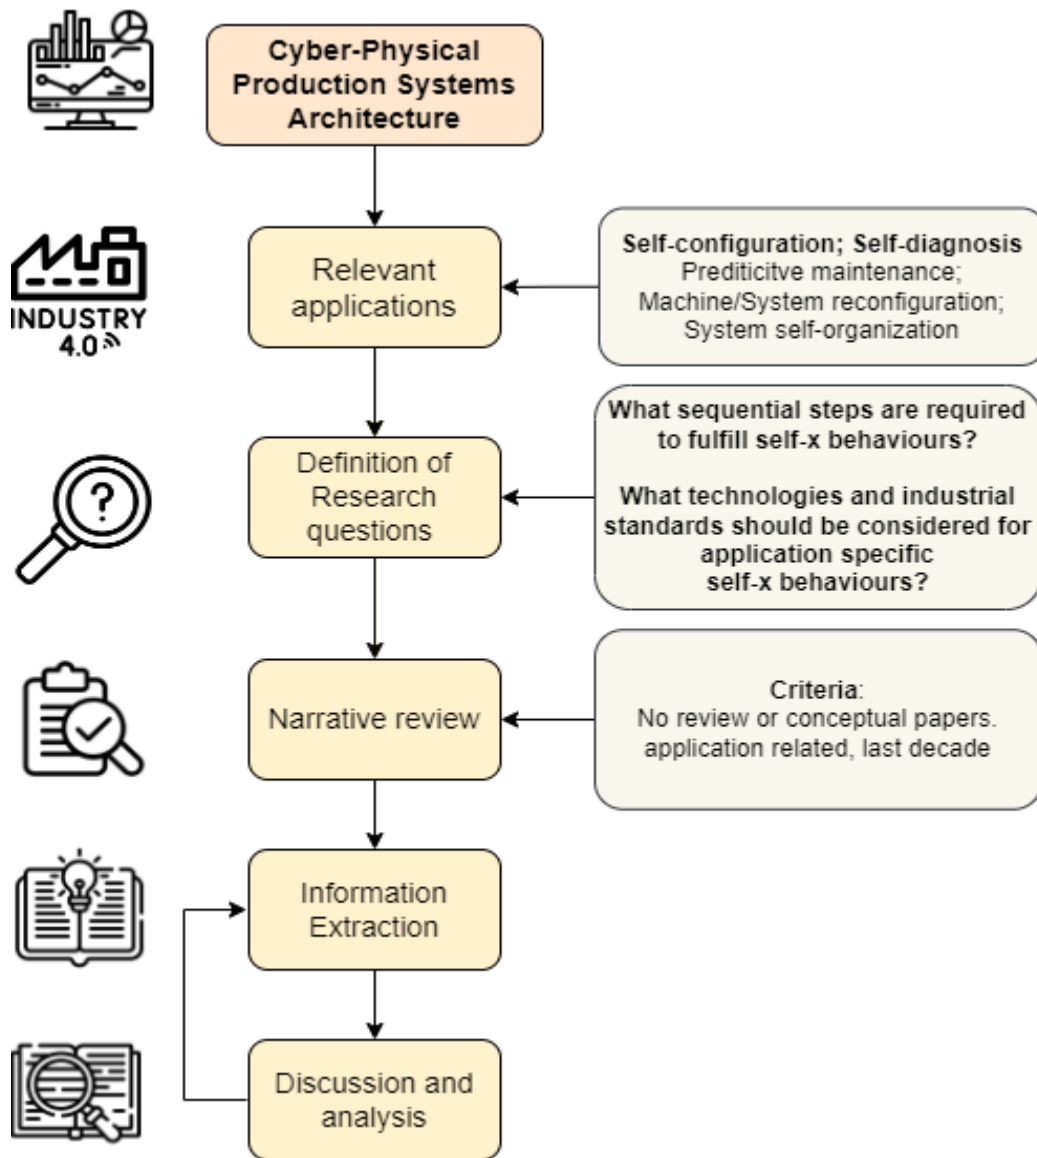 Cyber-Physical
Production Systems
Architecture
INDUSTRY
4.0
Relevant
applications
Self-configuration; Self-diagnosis
Prediticitve maintenance;
Machine/System reconfiguration;
System self-organization
?
Definition of
Research
questions
What sequential steps are required
to fulfill self-x behaviours?
What technologies and industrial
standards should be considered for
application specific
self-x behaviours?
Narrative review
Criteria:
No review or conceptual papers.
application related, last decade
Information
Extraction
Discussion and
analysis